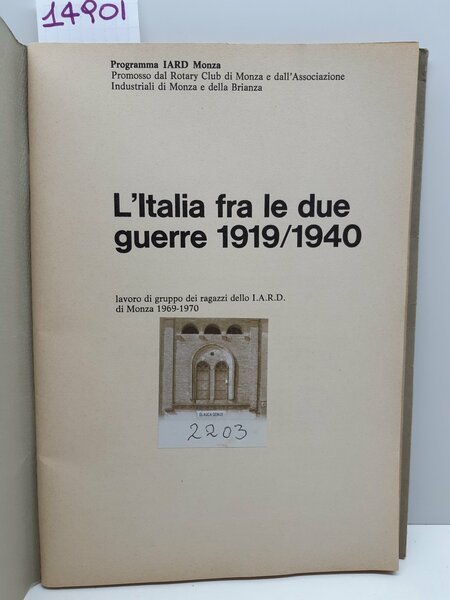 14901
Programma IARD Monza
Promosso dal Rotary Club di Monza e dall'Associazione
Industriali di Monza e della Brianza
L'Italia fra le due
guerre 1919/1940
lavoro di gruppo dei ragazzi dello I.A.R.D.
di Monza 1969-1970
2203